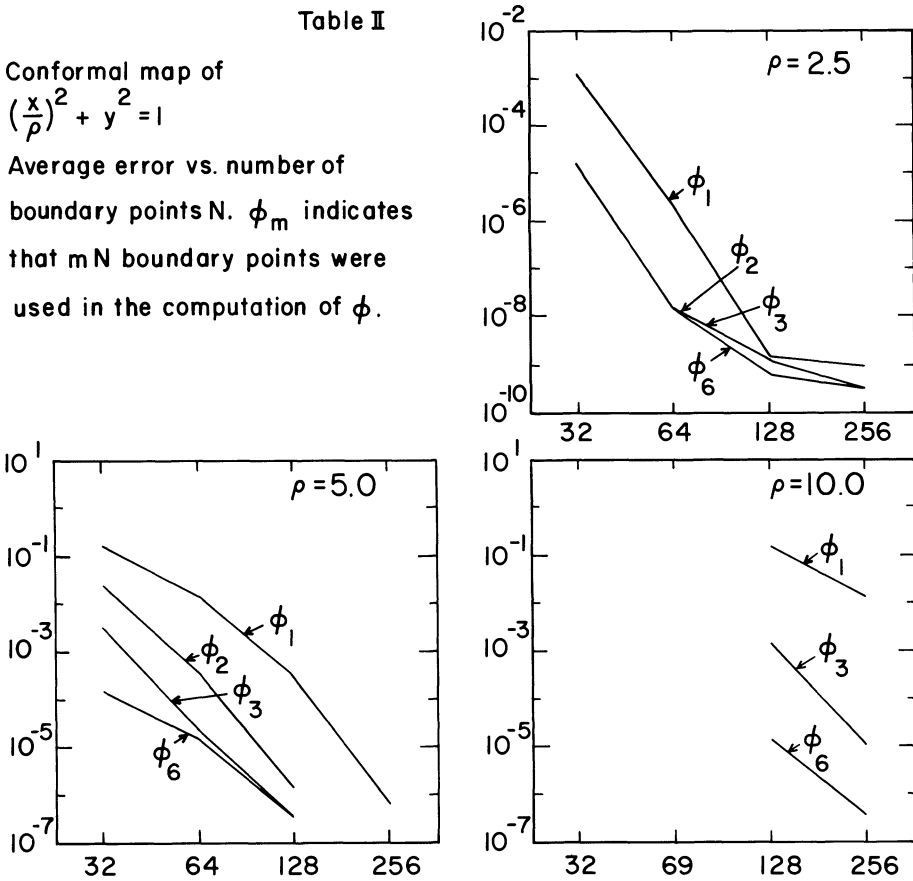 Table II
Conformal map of
(x/ρ)² + y² = 1
Average error vs. number of
boundary points N. ϕₘ indicates
that mN boundary points were
used in the computation of ϕ.
ρ = 2.5
10⁻²
10⁻⁴
10⁻⁶
10⁻⁸
10⁻¹⁰
ϕ₁
ϕ₂
ϕ₃
ϕ₆
32 64 128 256
ρ = 5.0
10¹
10⁻¹
10⁻³
10⁻⁵
10⁻⁷
ϕ₁
ϕ₂
ϕ₃
ϕ₆
32 64 128 256
ρ = 10.0
10¹
10⁻¹
10⁻³
10⁻⁵
10⁻⁷
ϕ₁
ϕ₃
ϕ₆
32 69 128 256